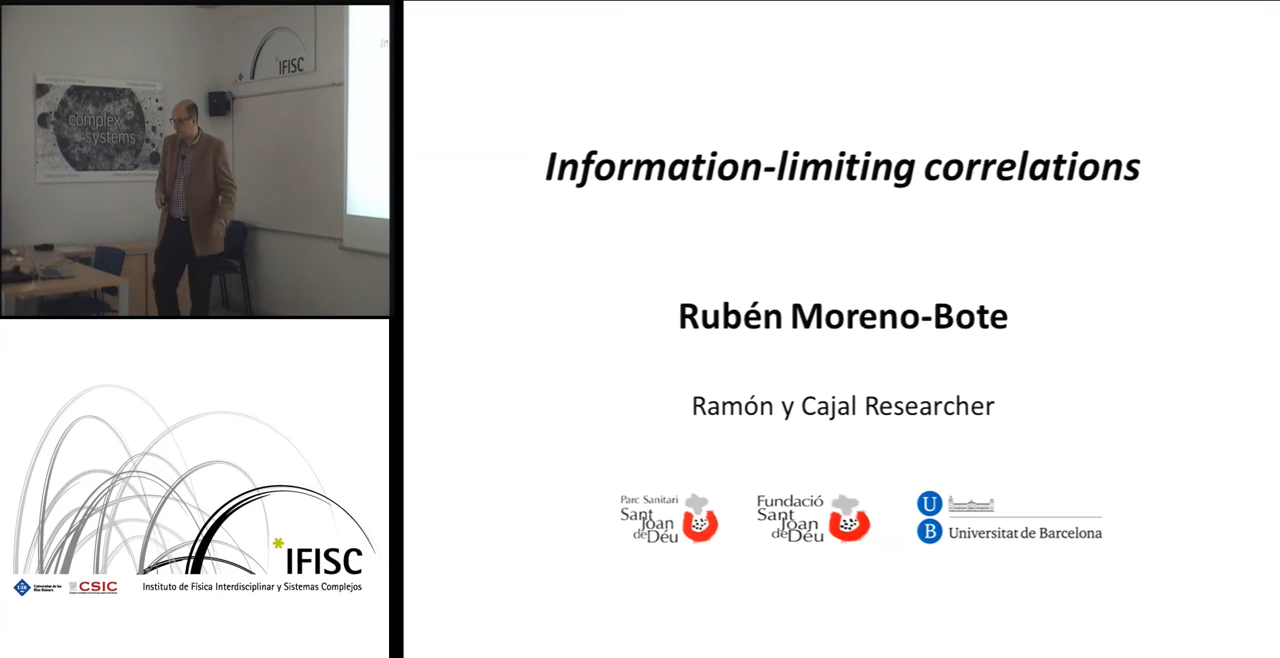 IFISC
complex
systems
Information-limiting correlations
Rubén Moreno-Bote
Ramón y Cajal Researcher
Parc Sanitari
Sant
Joan
de Déu
Fundació
Sant
Joan
de Déu
U
B
Universitat de Barcelona
*IFISC
UIB
CSIC
Instituto de Física Interdisciplinar y Sistemas Complejos